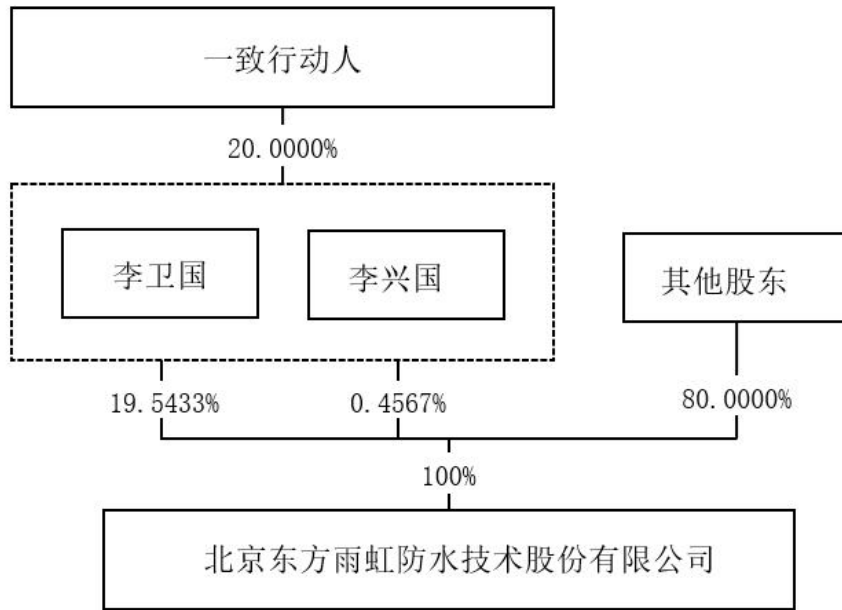 一致行动人
20.0000%
李卫国
李兴国
其他股东
19.5433%
0.4567%
80.0000%
100%
北京东方雨虹防水技术股份有限公司